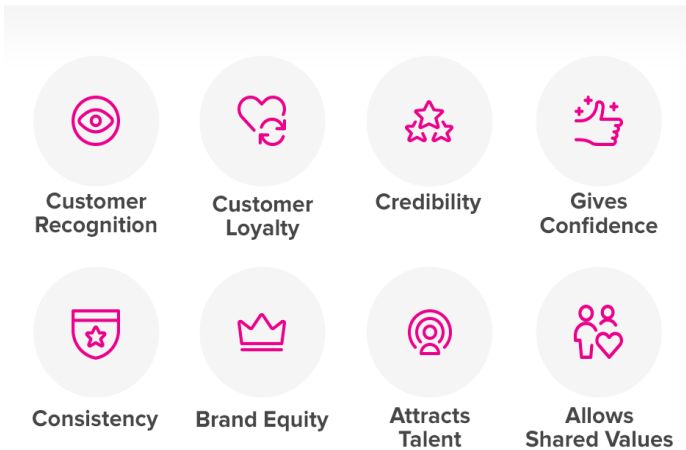 Customer
Recognition
Customer
Loyalty
Credibility
Gives
Confidence
Consistency
Brand Equity
Attracts
Talent
Allows
Shared Values